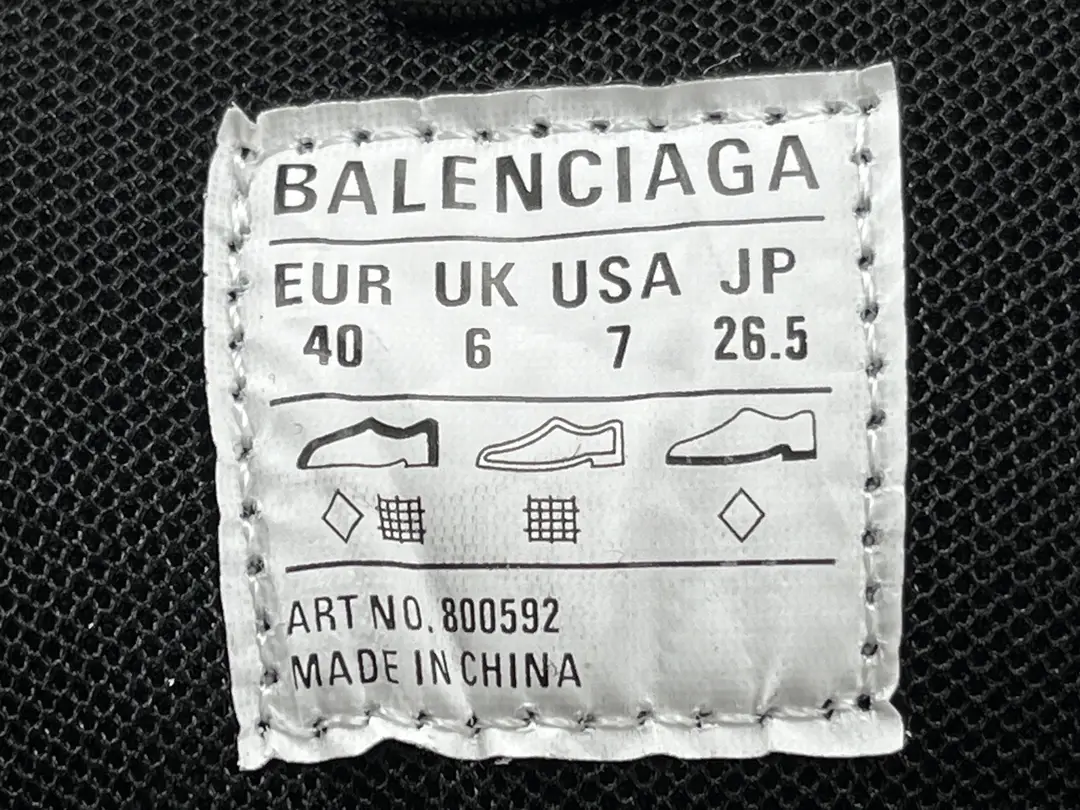 BALENCIAGA
EUR UK USA JP
40 6 7 26.5
ART NO. 800592
MADE IN CHINA